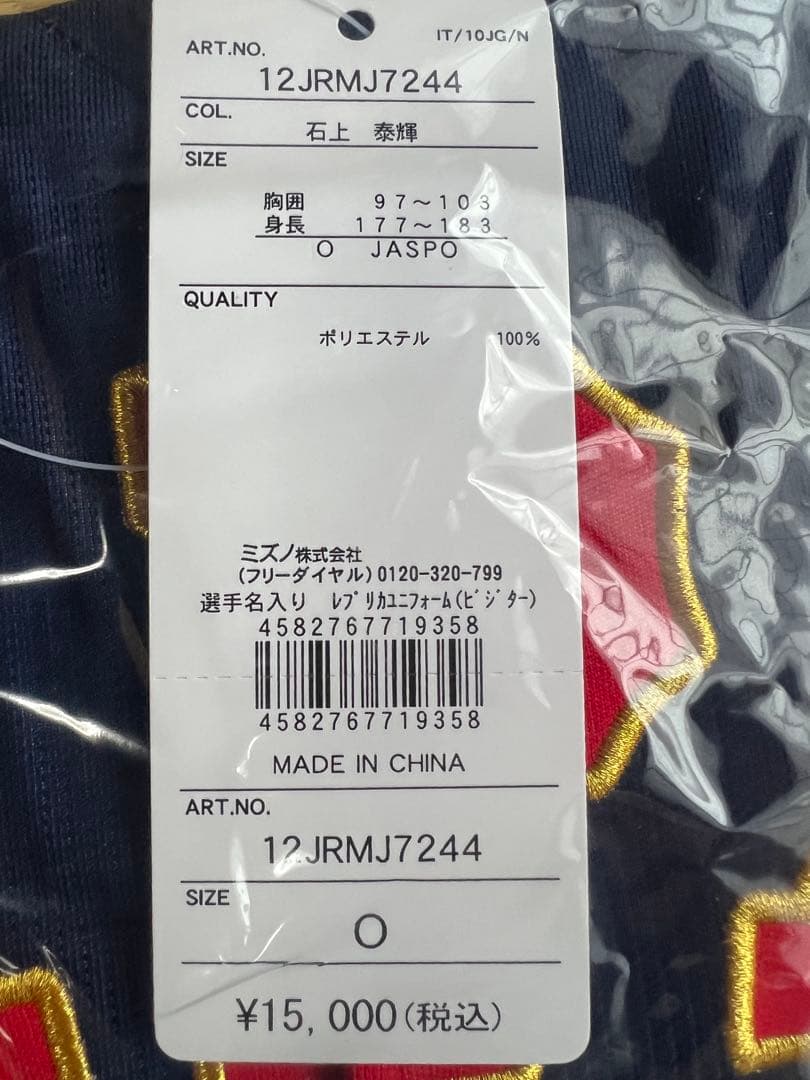 IT/10JG/N
ART.NO.
12JRMJ7244
COL.
石上 泰輝
SIZE
胸囲 97～103
身長 177～183
O JASPO
QUALITY
ポリエステル 100%
ミズノ株式会社
(フリーダイヤル)0120-320-799
選手名入り ﾚﾌﾟﾘｶﾕﾆﾌｫｰﾑ(ﾋﾞｼﾞﾀｰ)
4582767719358
4582767719358
MADE IN CHINA
ART.NO.
12JRMJ7244
SIZE
O
¥15,000(税込)